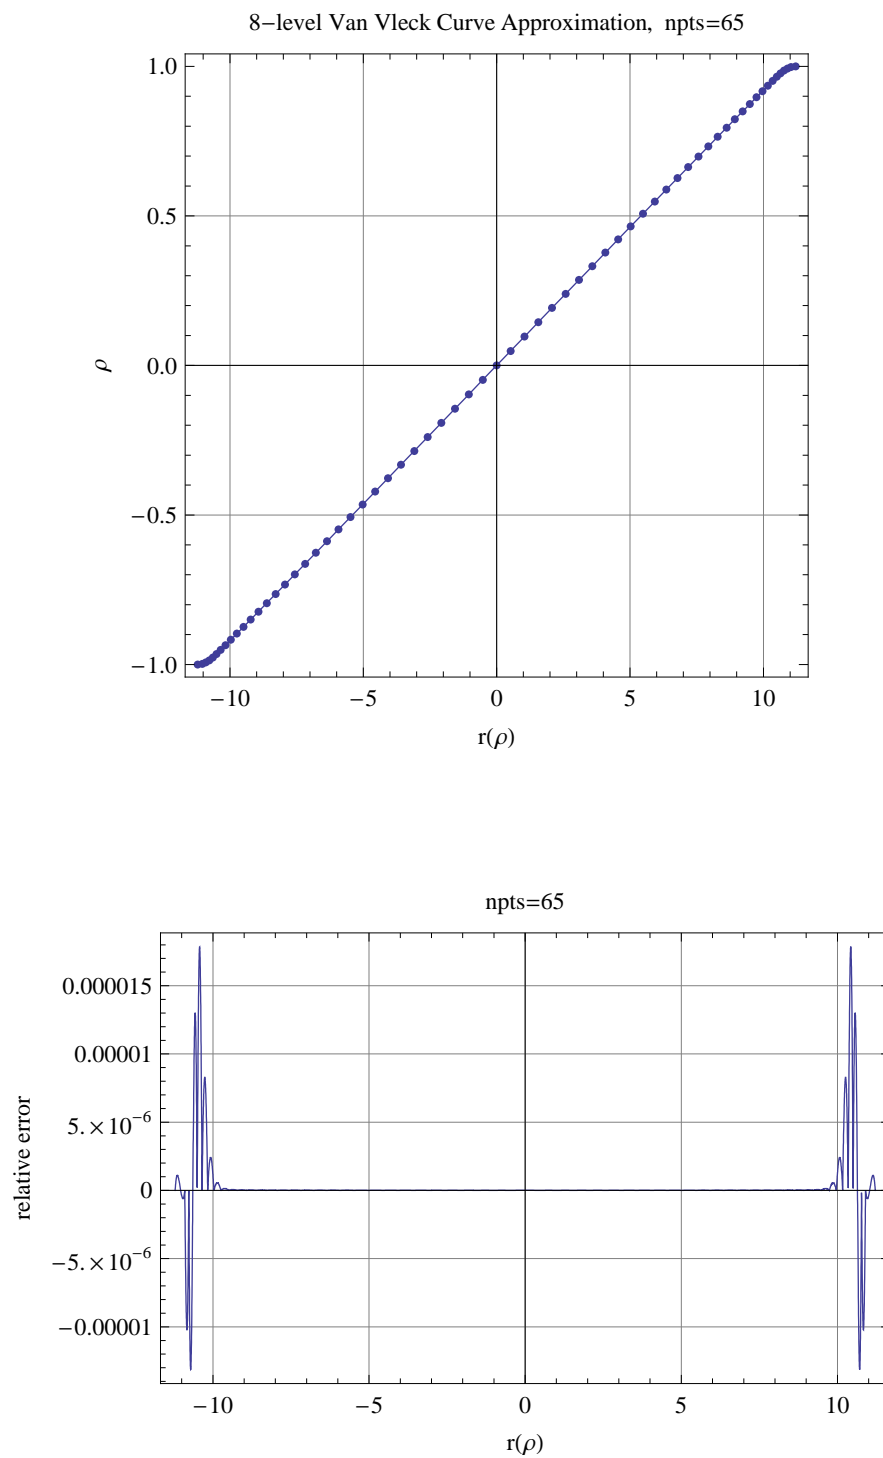 8−level Van Vleck Curve Approximation, npts=65
1.0
0.5
0.0
−0.5
−1.0
ρ
−10 −5 0 5 10
r(ρ)
npts=65
0.000015
0.00001
5.×10⁻⁶
0
−5.×10⁻⁶
−0.00001
relative error
−10 −5 0 5 10
r(ρ)